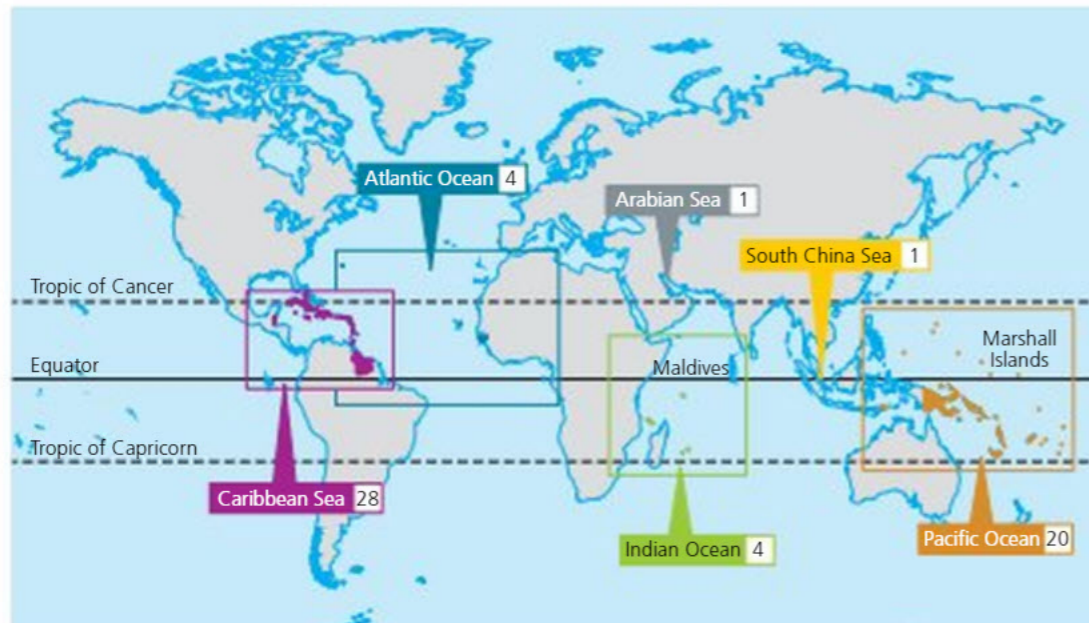 Atlantic Ocean 4
Arabian Sea 1
South China Sea 1
Tropic of Cancer
Marshall
Islands
Equator
Maldives
Tropic of Capricorn
Caribbean Sea 28
Indian Ocean 4
Pacific Ocean 20